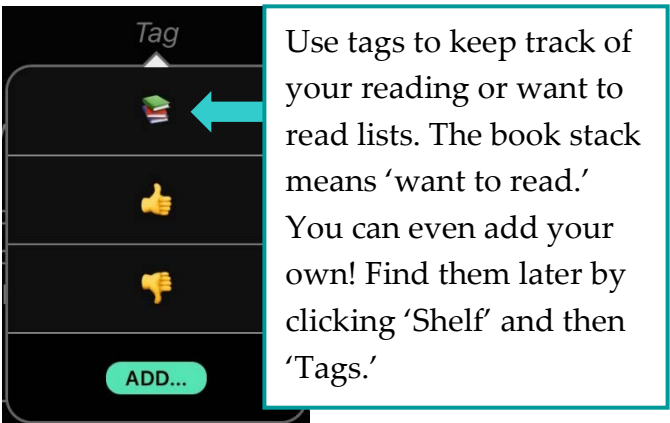 Tag
ADD...
Use tags to keep track of
your reading or want to
read lists. The book stack
means ‘want to read.’
You can even add your
own! Find them later by
clicking ‘Shelf’ and then
‘Tags.’